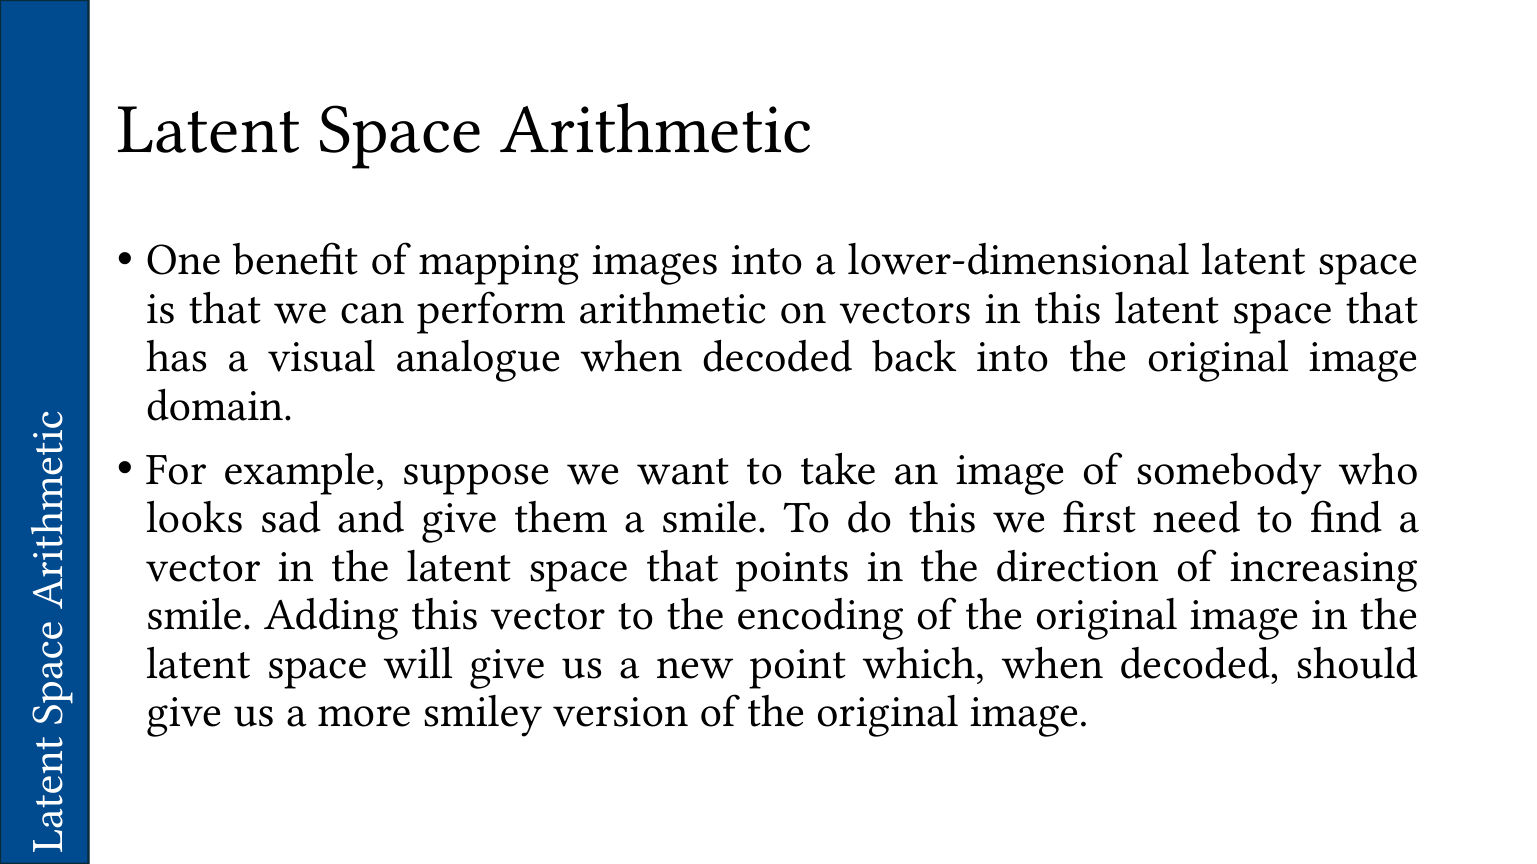 Latent Space Arithmetic
• One benefit of mapping images into a lower-dimensional latent space
is that we can perform arithmetic on vectors in this latent space that
has a visual analogue when decoded back into the original image
domain.
• For example, suppose we want to take an image of somebody who
looks sad and give them a smile. To do this we first need to find a
vector in the latent space that points in the direction of increasing
smile. Adding this vector to the encoding of the original image in the
latent space will give us a new point which, when decoded, should
give us a more smiley version of the original image.
Latent Space Arithmetic